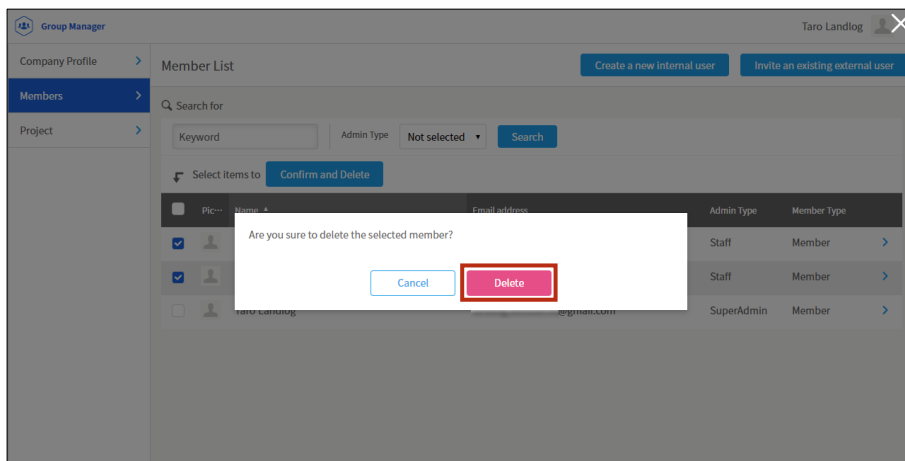 Group Manager
Taro Landlog
Company Profile
Members
Project
Member List
Create a new internal user
Invite an existing external user
Search for
Keyword
Admin Type
Not selected
Search
Select items to
Confirm and Delete
Pic··· Name Email address Admin Type Member Type
Are you sure to delete the selected member?
Cancel
Delete
Staff Member
Staff Member
Taro Landlog @gmail.com SuperAdmin Member